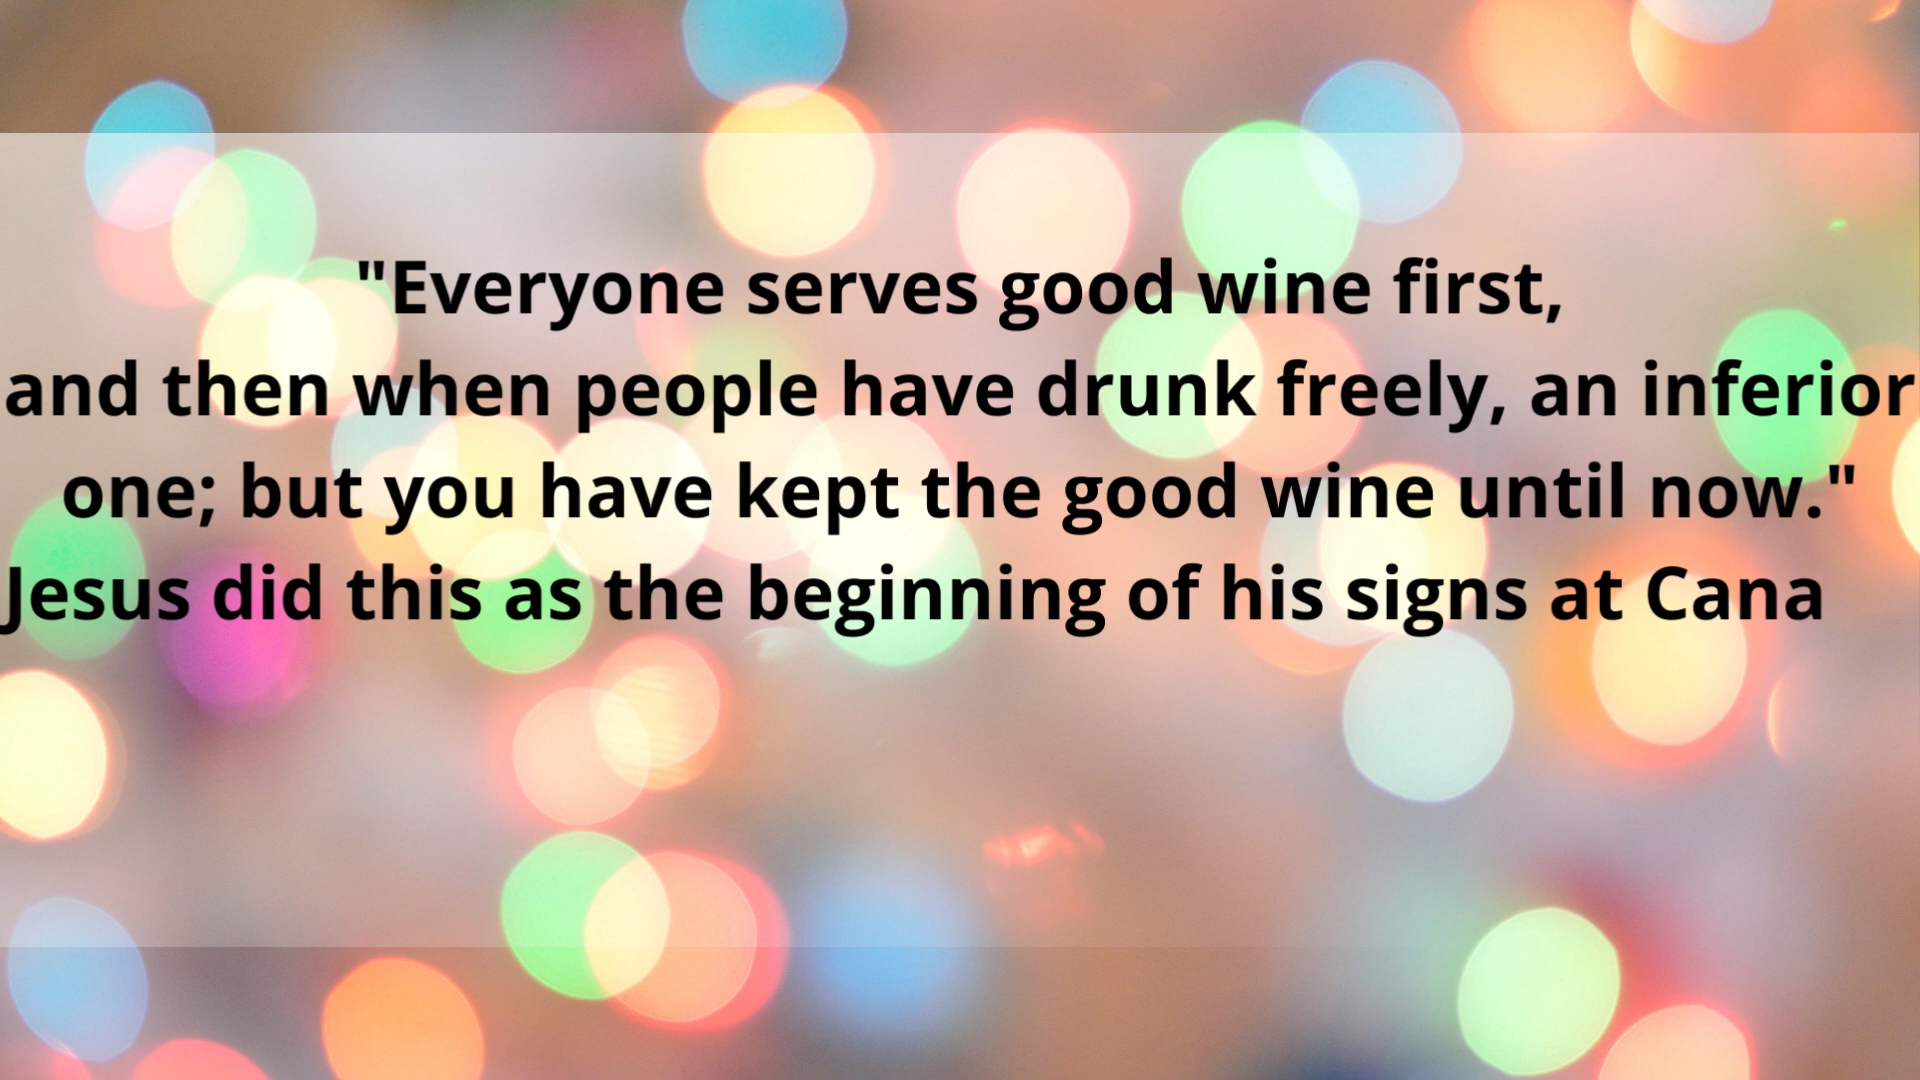 "Everyone serves good wine first,
and then when people have drunk freely, an inferior
one; but you have kept the good wine until now."
Jesus did this as the beginning of his signs at Cana